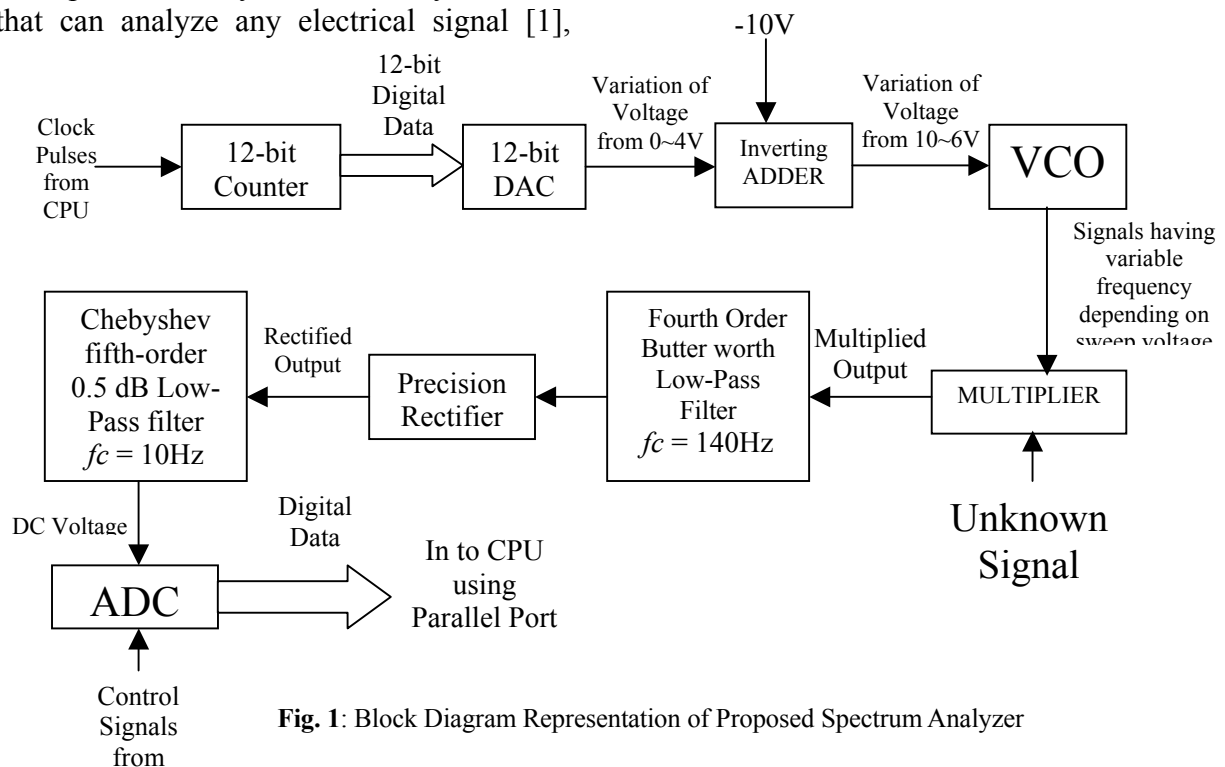 that can analyze any electrical signal [1],
-10V
12-bit
Digital
Data
Variation of
Voltage
from 0~4V
Variation of
Voltage
from 10~6V
Clock
Pulses
from
CPU
12-bit
Counter
12-bit
DAC
Inverting
ADDER
VCO
Signals having
variable
frequency
depending on
sweep voltage
Chebyshev
fifth-order
0.5 dB Low-
Pass filter
fc = 10Hz
Rectified
Output
Precision
Rectifier
Fourth Order
Butter worth
Low-Pass
Filter
fc = 140Hz
Multiplied
Output
MULTIPLIER
Unknown
Signal
DC Voltage
Digital
Data
ADC
In to CPU
using
Parallel Port
Control
Signals
from
Fig. 1: Block Diagram Representation of Proposed Spectrum Analyzer